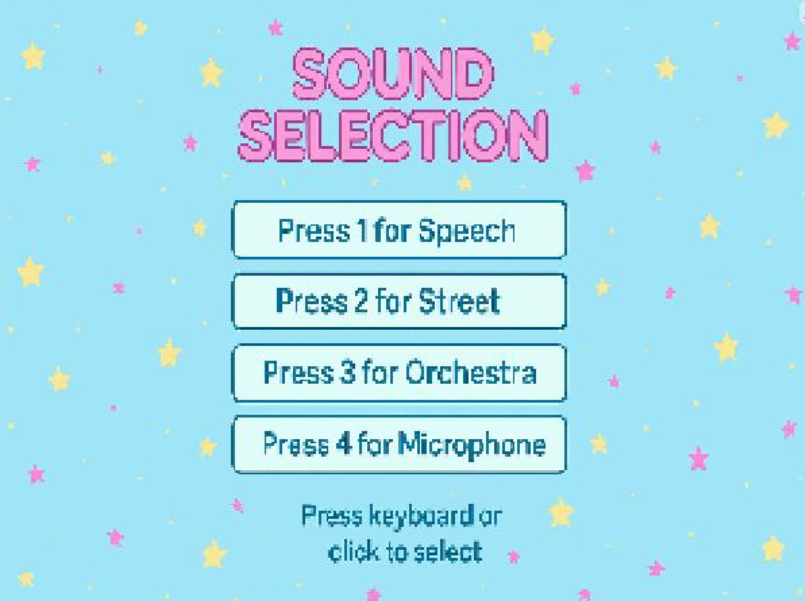 SOUND
SELECTION
Press 1 for Speech
Press 2 for Street
Press 3 for Orchestra
Press 4 for Microphone
Press keyboard or
click to select